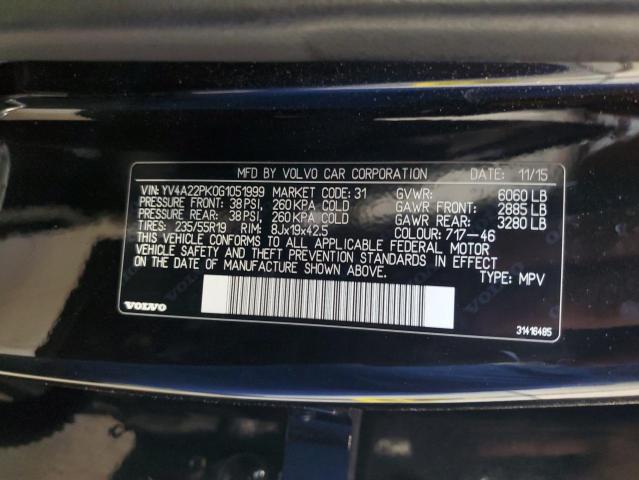 MFD BY VOLVO CAR CORPORATION DATE: 11/15
VIN: YV4A22PK0G1051999 MARKET CODE: 31 GVWR: 6060 LB
PRESSURE FRONT: 38 PSI, 260 KPA COLD GAWR FRONT: 2885 LB
PRESSURE REAR: 38 PSI, 260 KPA COLD GAWR REAR: 3280 LB
TIRES: 235/55R19 RIM: 8Jx19x42.5 COLOUR: 717-46
THIS VEHICLE CONFORMS TO ALL APPLICABLE FEDERAL MOTOR
VEHICLE SAFETY AND THEFT PREVENTION STANDARDS IN EFFECT
ON THE DATE OF MANUFACTURE SHOWN ABOVE.
TYPE: MPV
VOLVO
31416485